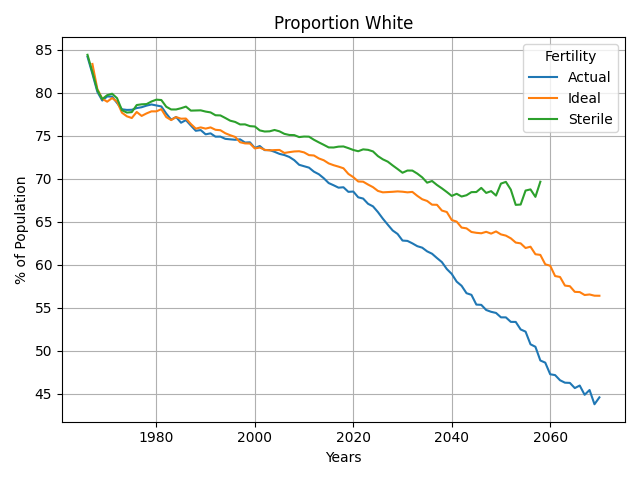 Proportion White
Fertility
Actual
Ideal
Sterile
% of Population
85
80
75
70
65
60
55
50
45
1980
2000
2020
2040
2060
Years